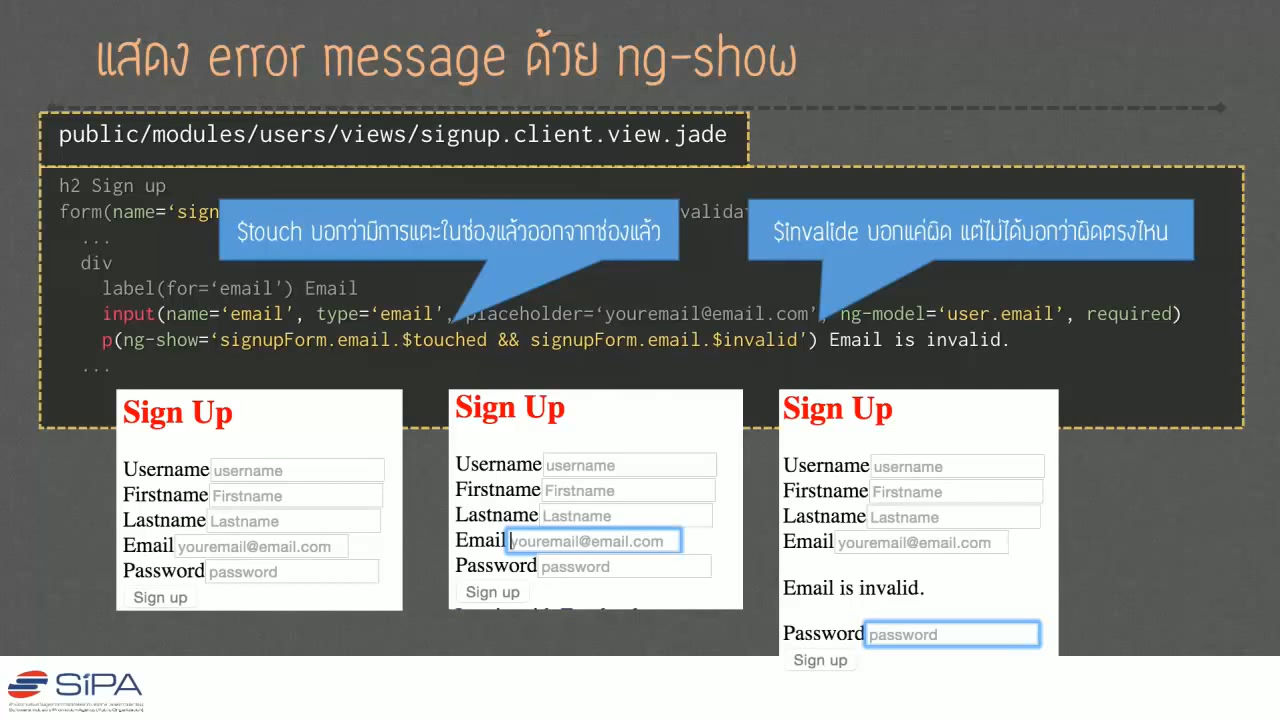 แสดง error message ด้วย ng-show
public/modules/users/views/signup.client.view.jade
h2 Sign up
form(name=‘sign
validat
$touch บอกว่ามีการแตะในช่องแล้วออกจากช่องแล้ว
$invalide บอกแค่ผิด แต่ไม่ได้บอกว่าผิดตรงไหน
...
div
label(for=‘email’) Email
input(name=‘email’, type=‘email’, placeholder=‘youremail@email.com’, ng-model=‘user.email’, required)
p(ng-show=‘signupForm.email.$touched && signupForm.email.$invalid’) Email is invalid.
...
Sign Up
Username username
Firstname Firstname
Lastname Lastname
Email youremail@email.com
Password password
Sign up
Sign Up
Username username
Firstname Firstname
Lastname Lastname
Email youremail@email.com
Password password
Sign up
Sign Up
Username username
Firstname Firstname
Lastname Lastname
Email youremail@email.com
Email is invalid.
Password password
Sign up
SiPA